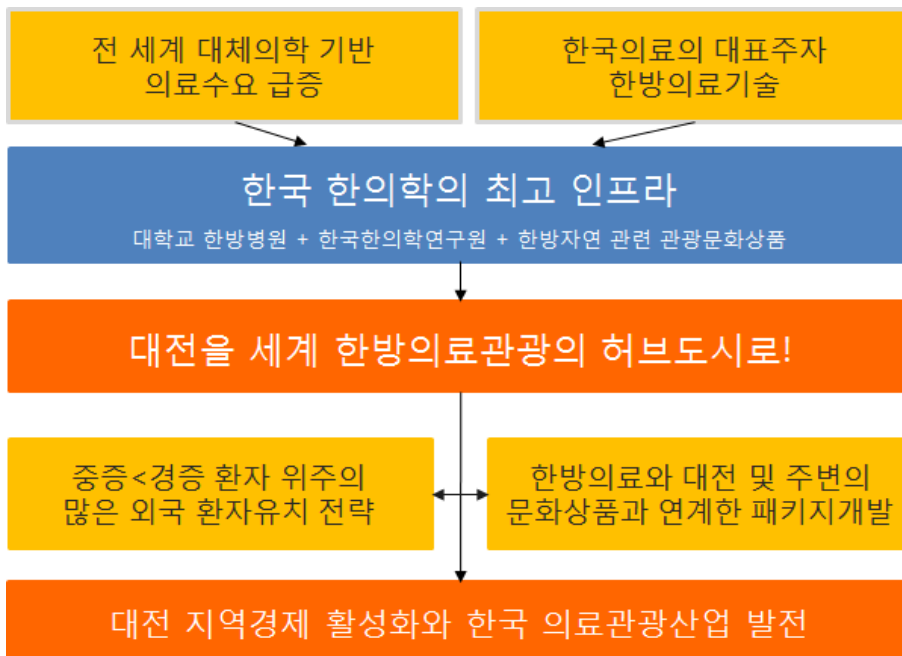 전 세계 대체의학 기반
의료수요 급증
한국의료의 대표주자
한방의료기술
한국 한의학의 최고 인프라
대학교 한방병원 + 한국한의학연구원 + 한방자연 관련 관광문화상품
대전을 세계 한방의료관광의 허브도시로!
중증<경증 환자 위주의
많은 외국 환자유치 전략
한방의료와 대전 및 주변의
문화상품과 연계한 패키지개발
대전 지역경제 활성화와 한국 의료관광산업 발전